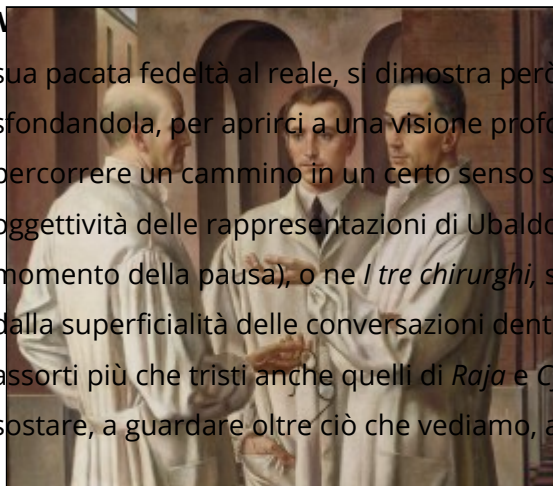 sua pacata fedeltà al reale, si dimostra però
sfondandola, per aprirci a una visione
percorrere un cammino in un certo senso
oggettività delle rappresentazioni di Ubaldo
momento della pausa), o ne I tre chirurghi,
dalla superficialità delle conversazioni
assorti più che tristi anche quelli di Raja e
sostare, a guardare oltre ciò che vediamo,